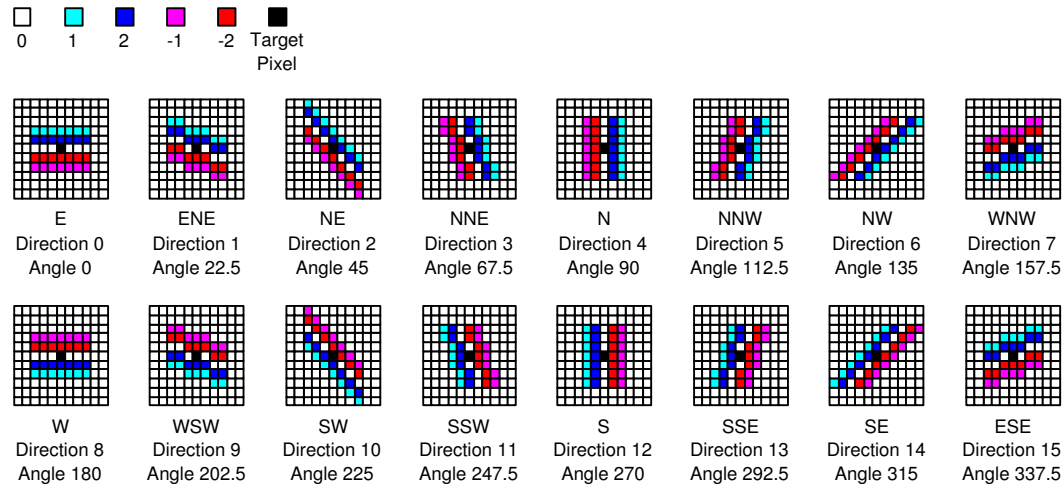 0 1 2 -1 -2 Target
Pixel
E ENE NE NNE N NNW NW WNW
Direction 0 Direction 1 Direction 2 Direction 3 Direction 4 Direction 5 Direction 6 Direction 7
Angle 0 Angle 22.5 Angle 45 Angle 67.5 Angle 90 Angle 112.5 Angle 135 Angle 157.5
W WSW SW SSW S SSE SE ESE
Direction 8 Direction 9 Direction 10 Direction 11 Direction 12 Direction 13 Direction 14 Direction 15
Angle 180 Angle 202.5 Angle 225 Angle 247.5 Angle 270 Angle 292.5 Angle 315 Angle 337.5